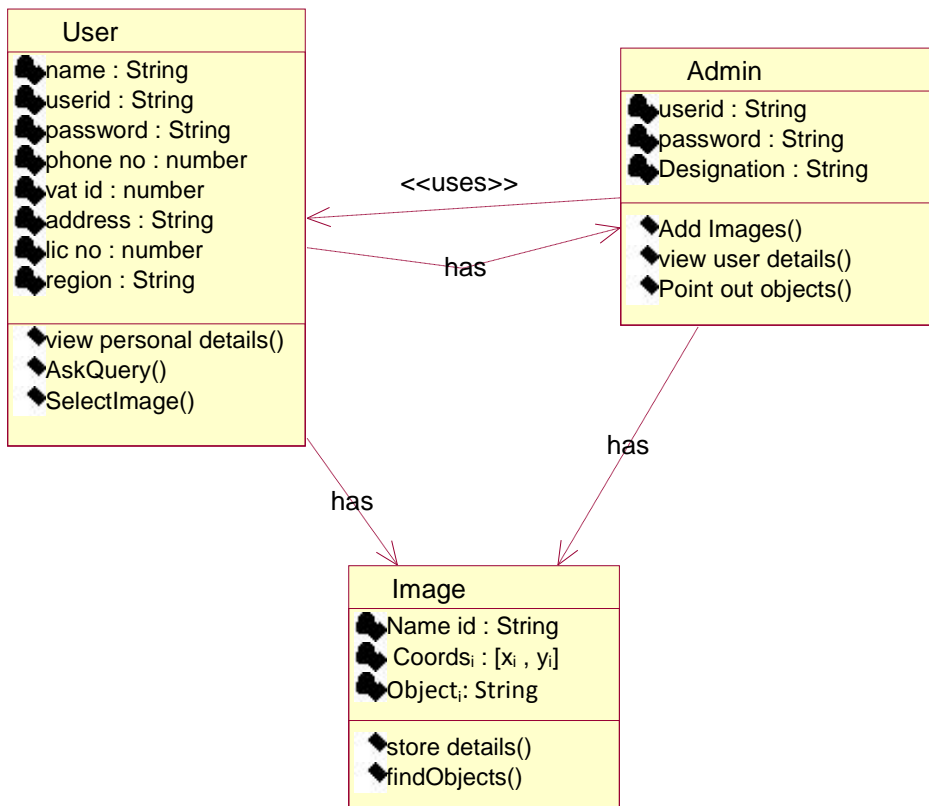 User
name : String
userid : String
password : String
phone no : number
vat id : number
address : String
lic no : number
region : String
view personal details()
AskQuery()
SelectImage()
<<uses>>
has
Admin
userid : String
password : String
Designation : String
Add Images()
view user details()
Point out objects()
has
has
Image
Name id : String
Coordsᵢ : [xᵢ , yᵢ]
Objectᵢ: String
store details()
findObjects()